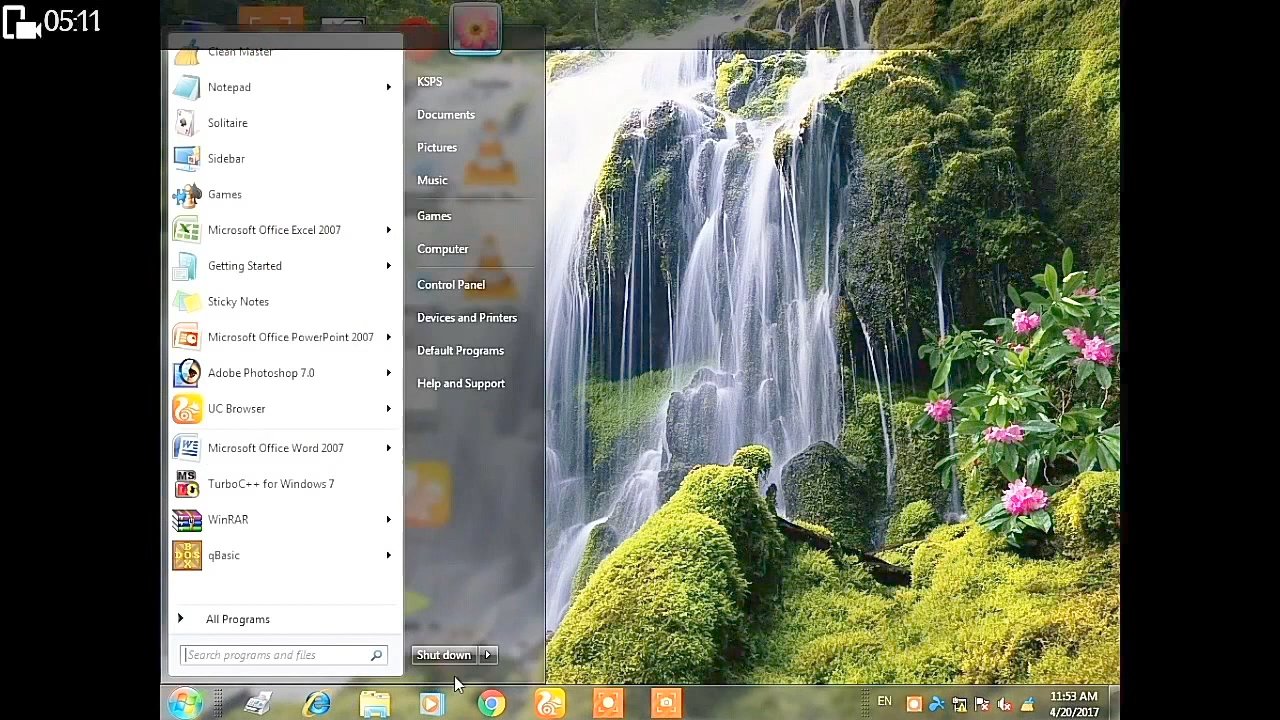 05:11
Clean Master
Notepad
Solitaire
Sidebar
Games
Microsoft Office Excel 2007
Getting Started
Sticky Notes
Microsoft Office PowerPoint 2007
Adobe Photoshop 7.0
UC Browser
Microsoft Office Word 2007
TurboC++ for Windows 7
WinRAR
qBasic
All Programs
Search programs and files
KSPS
Documents
Pictures
Music
Games
Computer
Control Panel
Devices and Printers
Default Programs
Help and Support
Shut down
EN
11:53 AM
4/20/2017